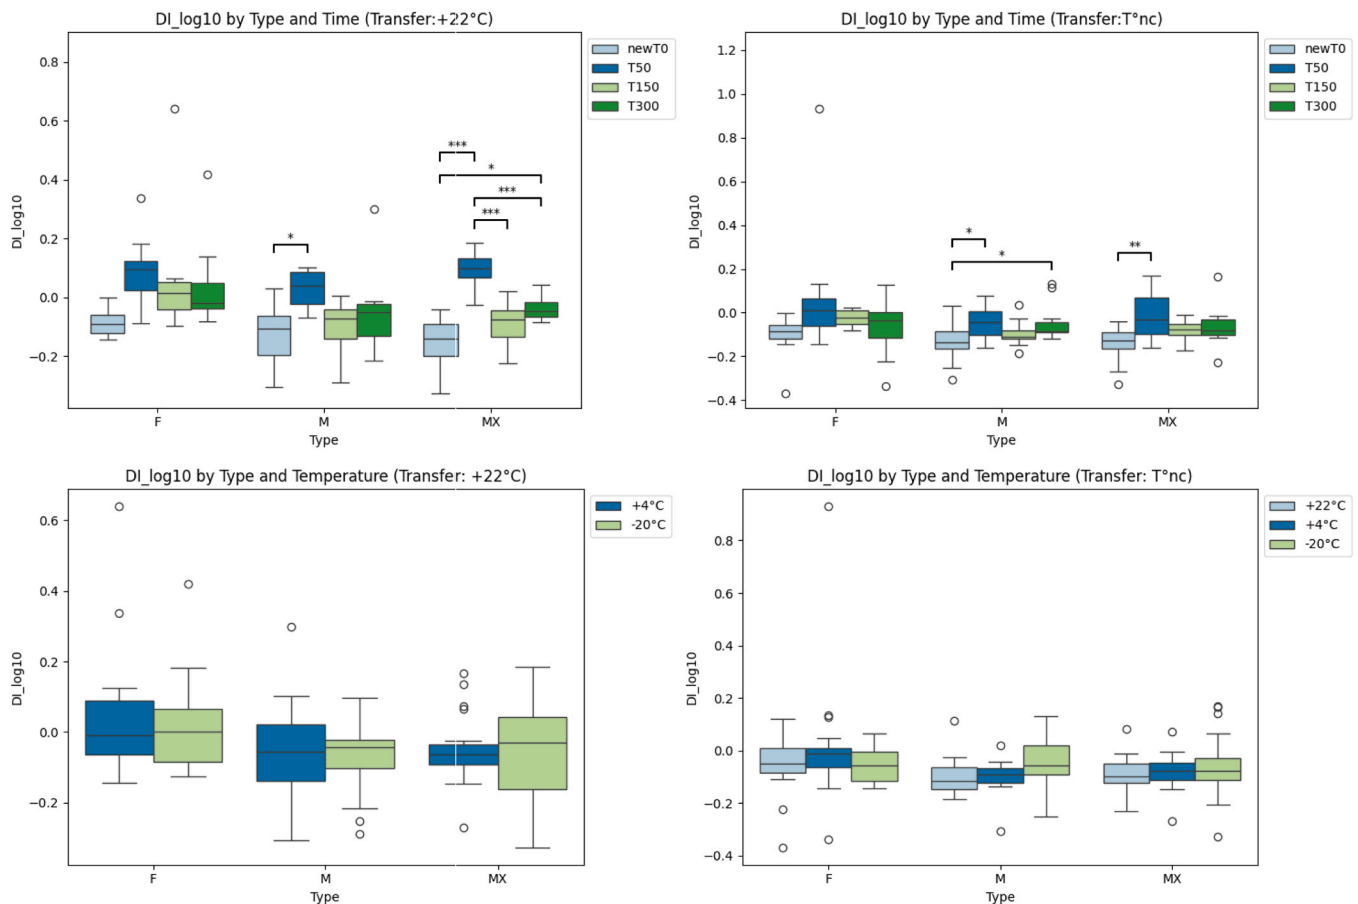 DI_log10 by Type and Time (Transfer:+22°C)
DI_log10
0.8
0.6
0.4
0.2
0.0
−0.2
***
*
***
***
*
F M MX
Type
newT0
T50
T150
T300
DI_log10 by Type and Time (Transfer:T°nc)
DI_log10
1.2
1.0
0.8
0.6
0.4
0.2
0.0
−0.2
−0.4
*
**
*
F M MX
Type
newT0
T50
T150
T300
DI_log10 by Type and Temperature (Transfer: +22°C)
DI_log10
0.6
0.4
0.2
0.0
−0.2
F M MX
Type
+4°C
-20°C
DI_log10 by Type and Temperature (Transfer: T°nc)
DI_log10
0.8
0.6
0.4
0.2
0.0
−0.2
−0.4
F M MX
Type
+22°C
+4°C
-20°C